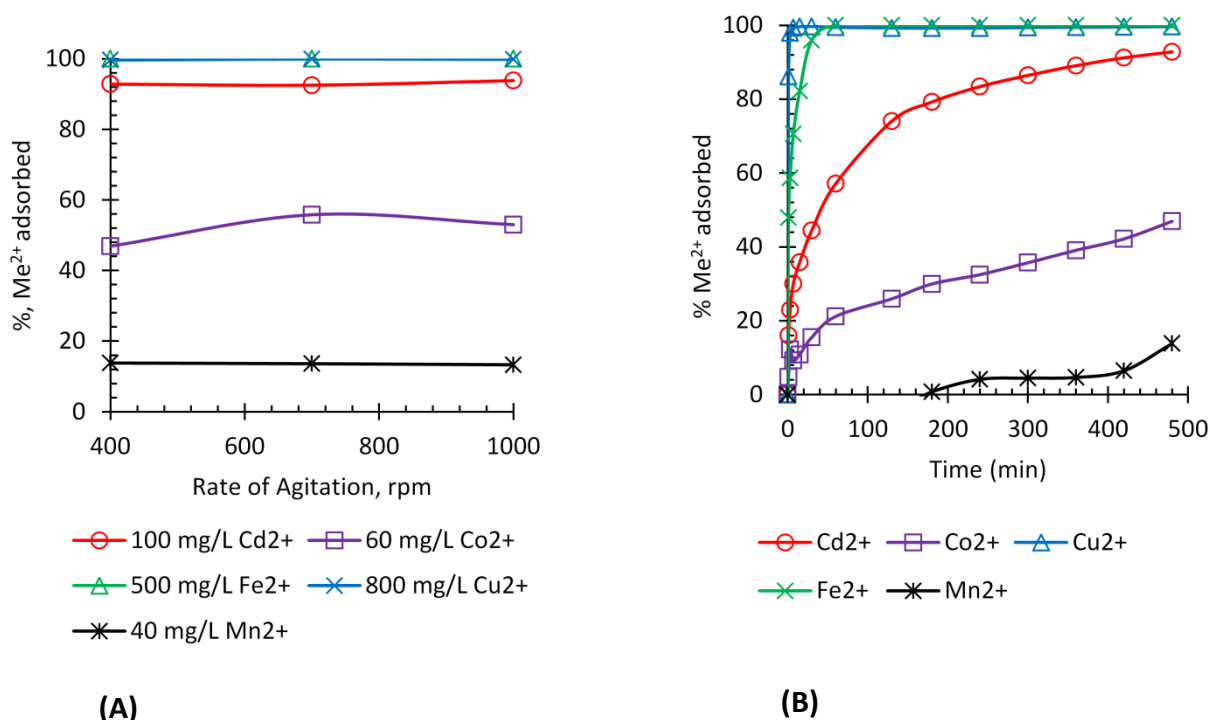 %, Me²⁺ adsorbed
100
80
60
40
20
0
400
600
800
1000
Rate of Agitation, rpm
100 mg/L Cd2+
60 mg/L Co2+
500 mg/L Fe2+
800 mg/L Cu2+
40 mg/L Mn2+
(A)
% Me²⁺ adsorbed
100
80
60
40
20
0
0
100
200
300
400
500
Time (min)
Cd2+
Co2+
Cu2+
Fe2+
Mn2+
(B)